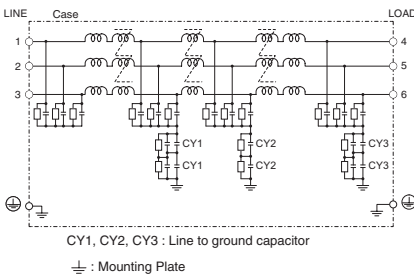 LINE Case LOAD
1 4
2 5
3 6
CY1 CY2 CY3
CY1 CY2 CY3
CY1, CY2, CY3 : Line to ground capacitor
: Mounting Plate